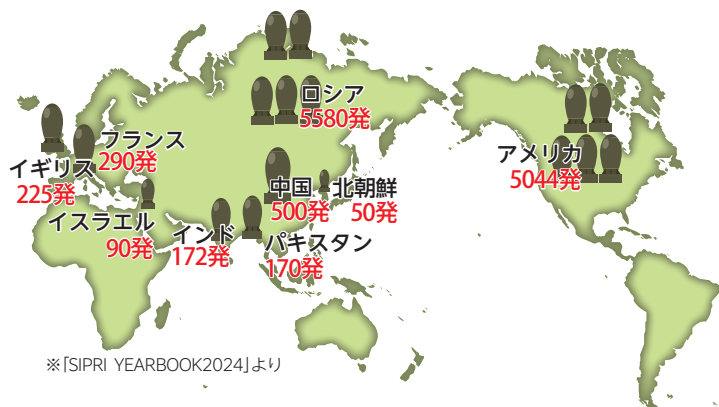 ロシア
5580発
フランス
290発
イギリス
225発
アメリカ
5044発
中国
500発
北朝鮮
50発
イスラエル
90発
インド
172発
パキスタン
170発
※「SIPRI YEARBOOK2024」より